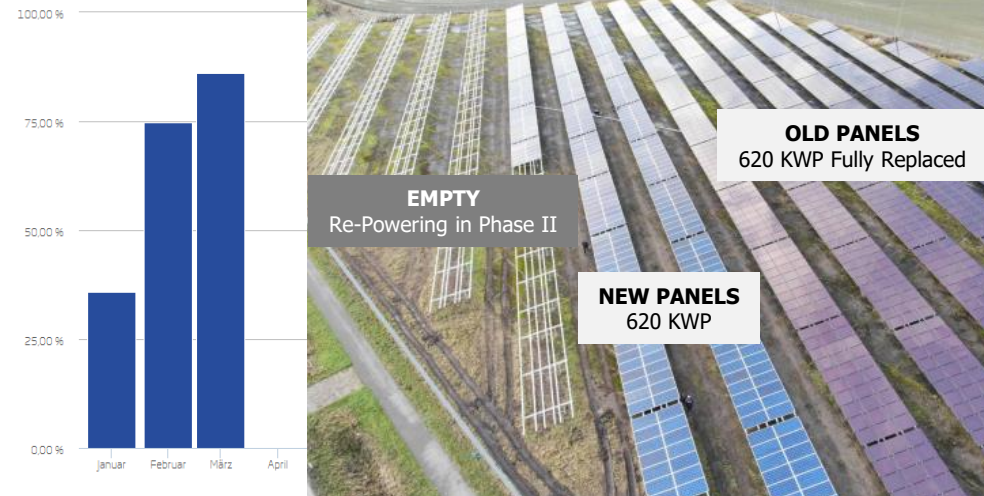 100.00 %
75.00 %
50.00 %
25.00 %
0.00 %
Januar
Februar
März
April
OLD PANELS
620 KWP Fully Replaced
EMPTY
Re-Powering in Phase II
NEW PANELS
620 KWP